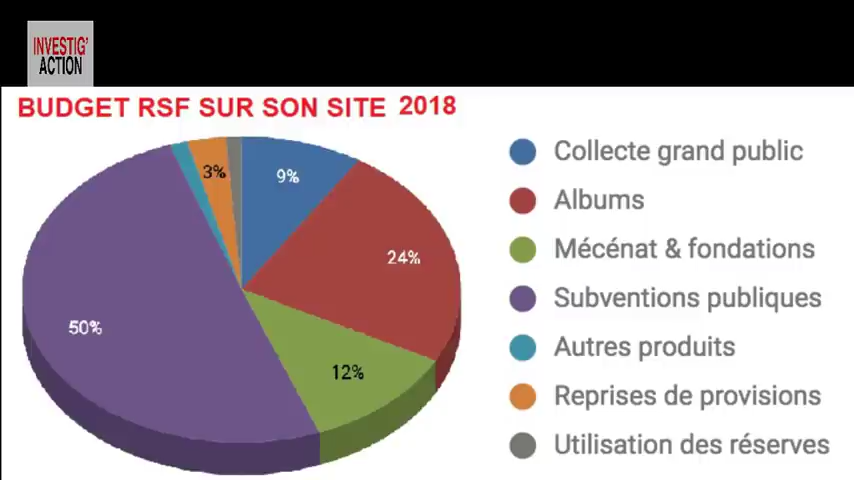 INVESTIG'
ACTION
BUDGET RSF SUR SON SITE 2018
Collecte grand public
Albums
Mécénat & fondations
Subventions publiques
Autres produits
Reprises de provisions
Utilisation des réserves
3%
9%
24%
50%
12%